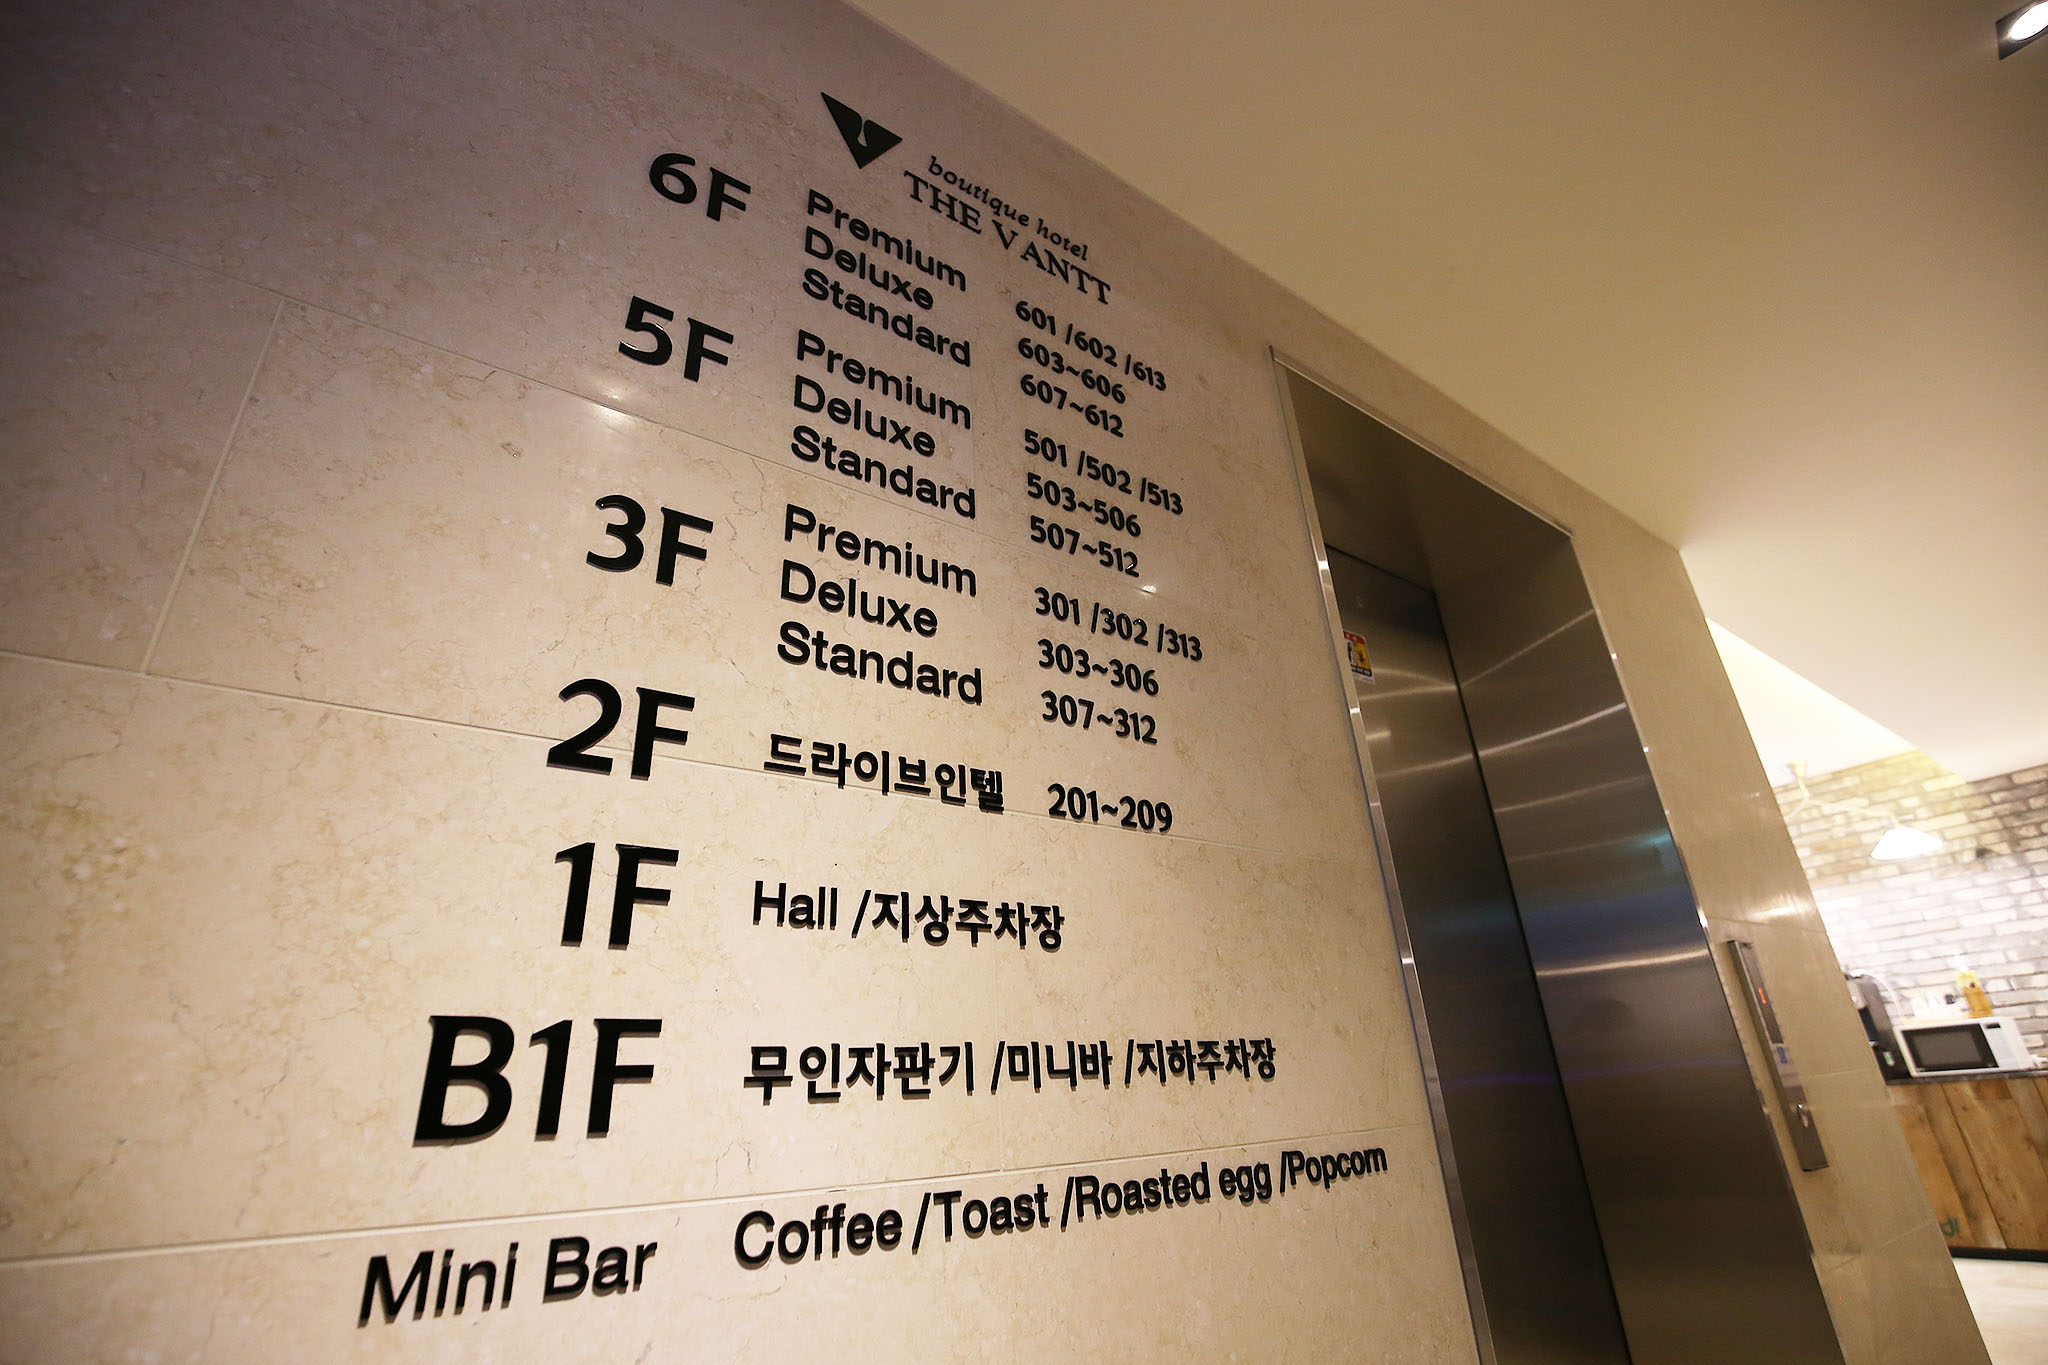 boutique hotel
THE VANTT
6F Premium 601 /602 /613
Deluxe 603~606
Standard 607~612
5F Premium 501 /502 /513
Deluxe 503~506
Standard 507~512
3F Premium 301 /302 /313
Deluxe 303~306
Standard 307~312
2F 드라이브인텔 201~209
1F Hall /지상주차장
B1F 무인자판기 /미니바 /지하주차장
Mini Bar Coffee /Toast /Roasted egg /Popcorn